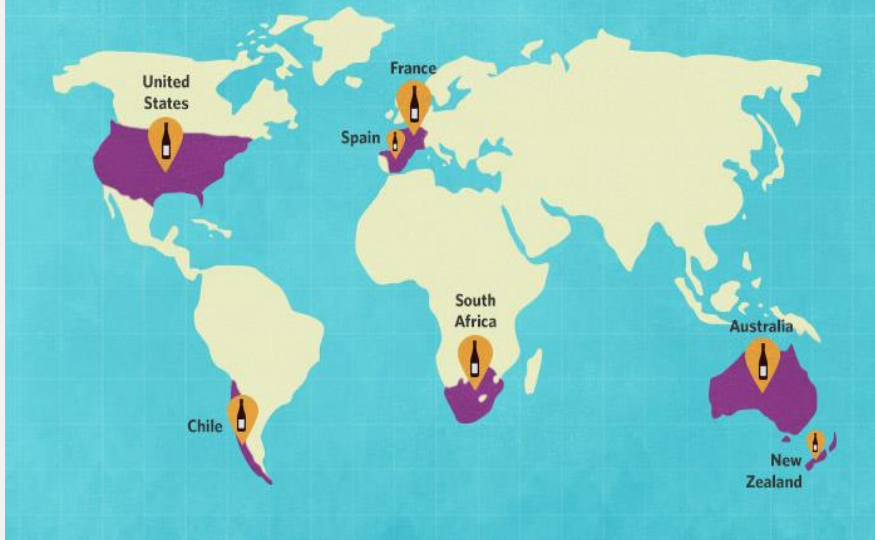 France
United
States
Spain
South
Africa
Australia
Chile
New
Zealand